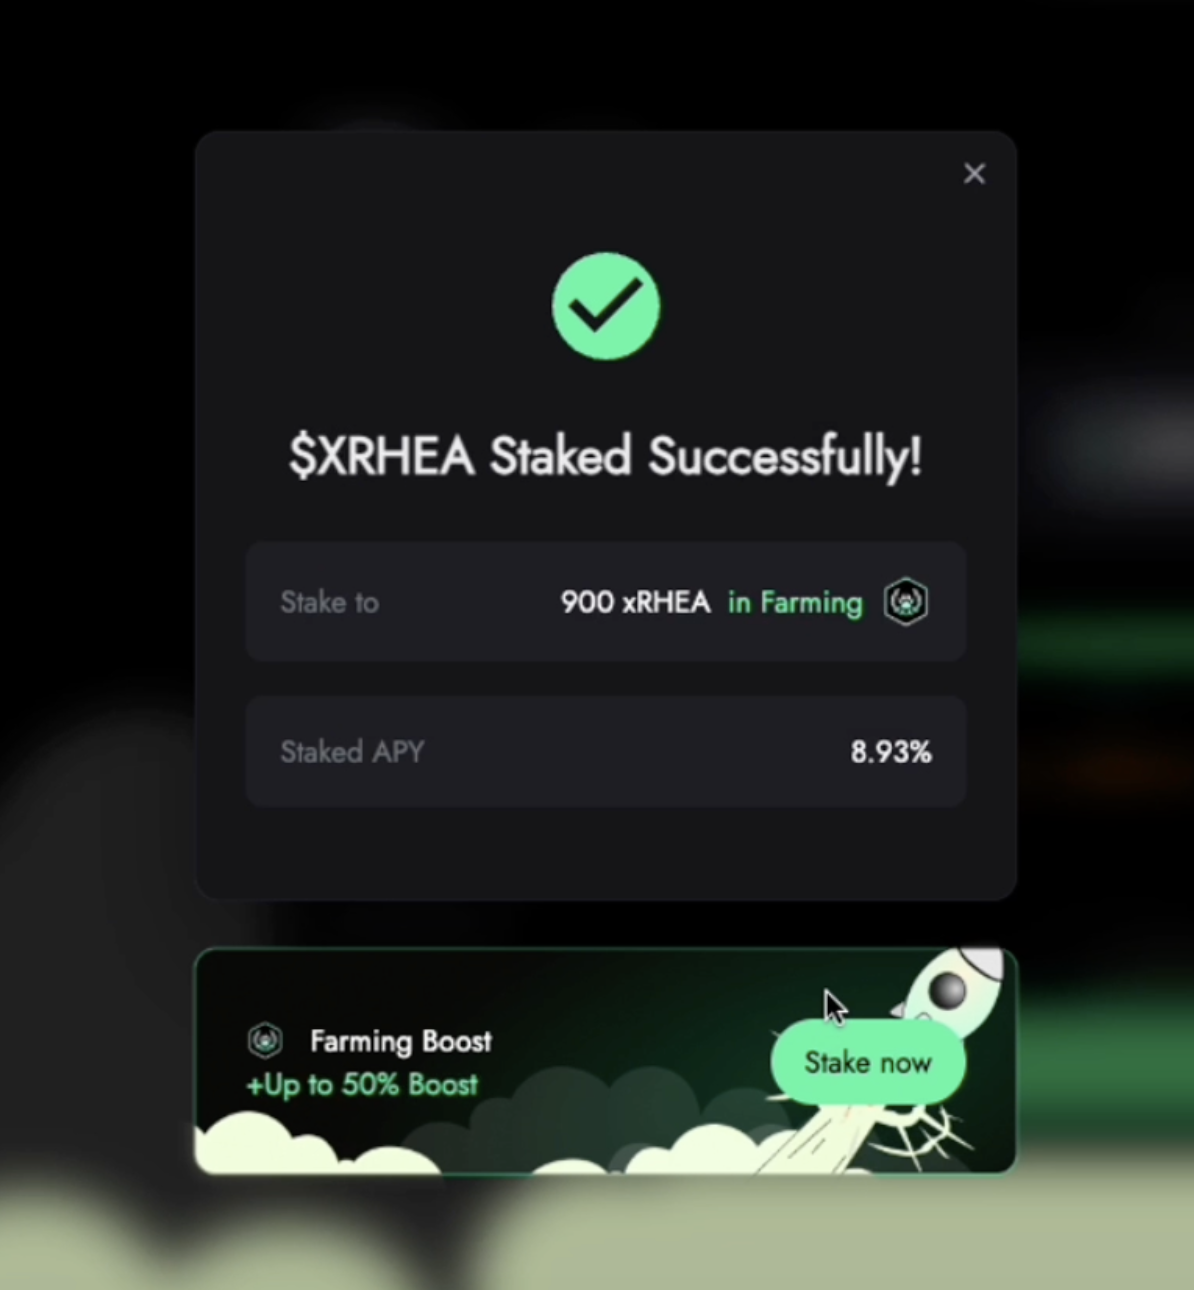 $XRHEA Staked Successfully!
Stake to 900 xRHEA in Farming
Staked APY 8.93%
Farming Boost
+Up to 50% Boost
Stake now